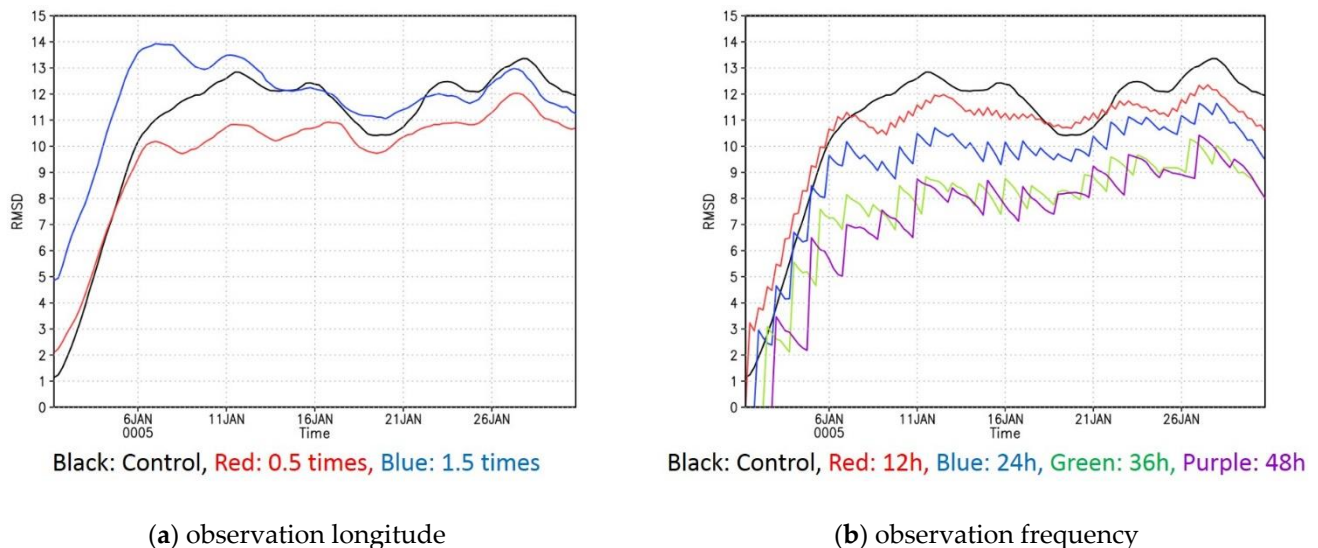 15
14
13
12
11
10
9
8
7
6
5
4
3
2
1
0
RMSD
6JAN
0005
11JAN
16JAN
21JAN
26JAN
Time
Black: Control, Red: 0.5 times, Blue: 1.5 times
(a) observation longitude
15
14
13
12
11
10
9
8
7
6
5
4
3
2
1
0
RMSD
6JAN
0005
11JAN
16JAN
21JAN
26JAN
Time
Black: Control, Red: 12h, Blue: 24h, Green: 36h, Purple: 48h
(b) observation frequency